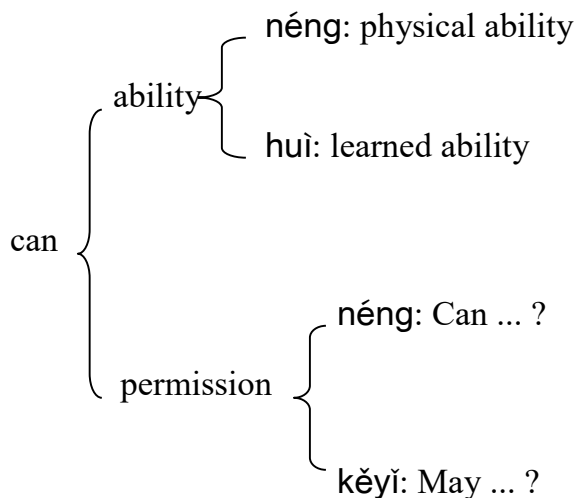 néng: physical ability
ability
huì: learned ability
can
néng: Can ... ?
permission
kěyǐ: May ... ?